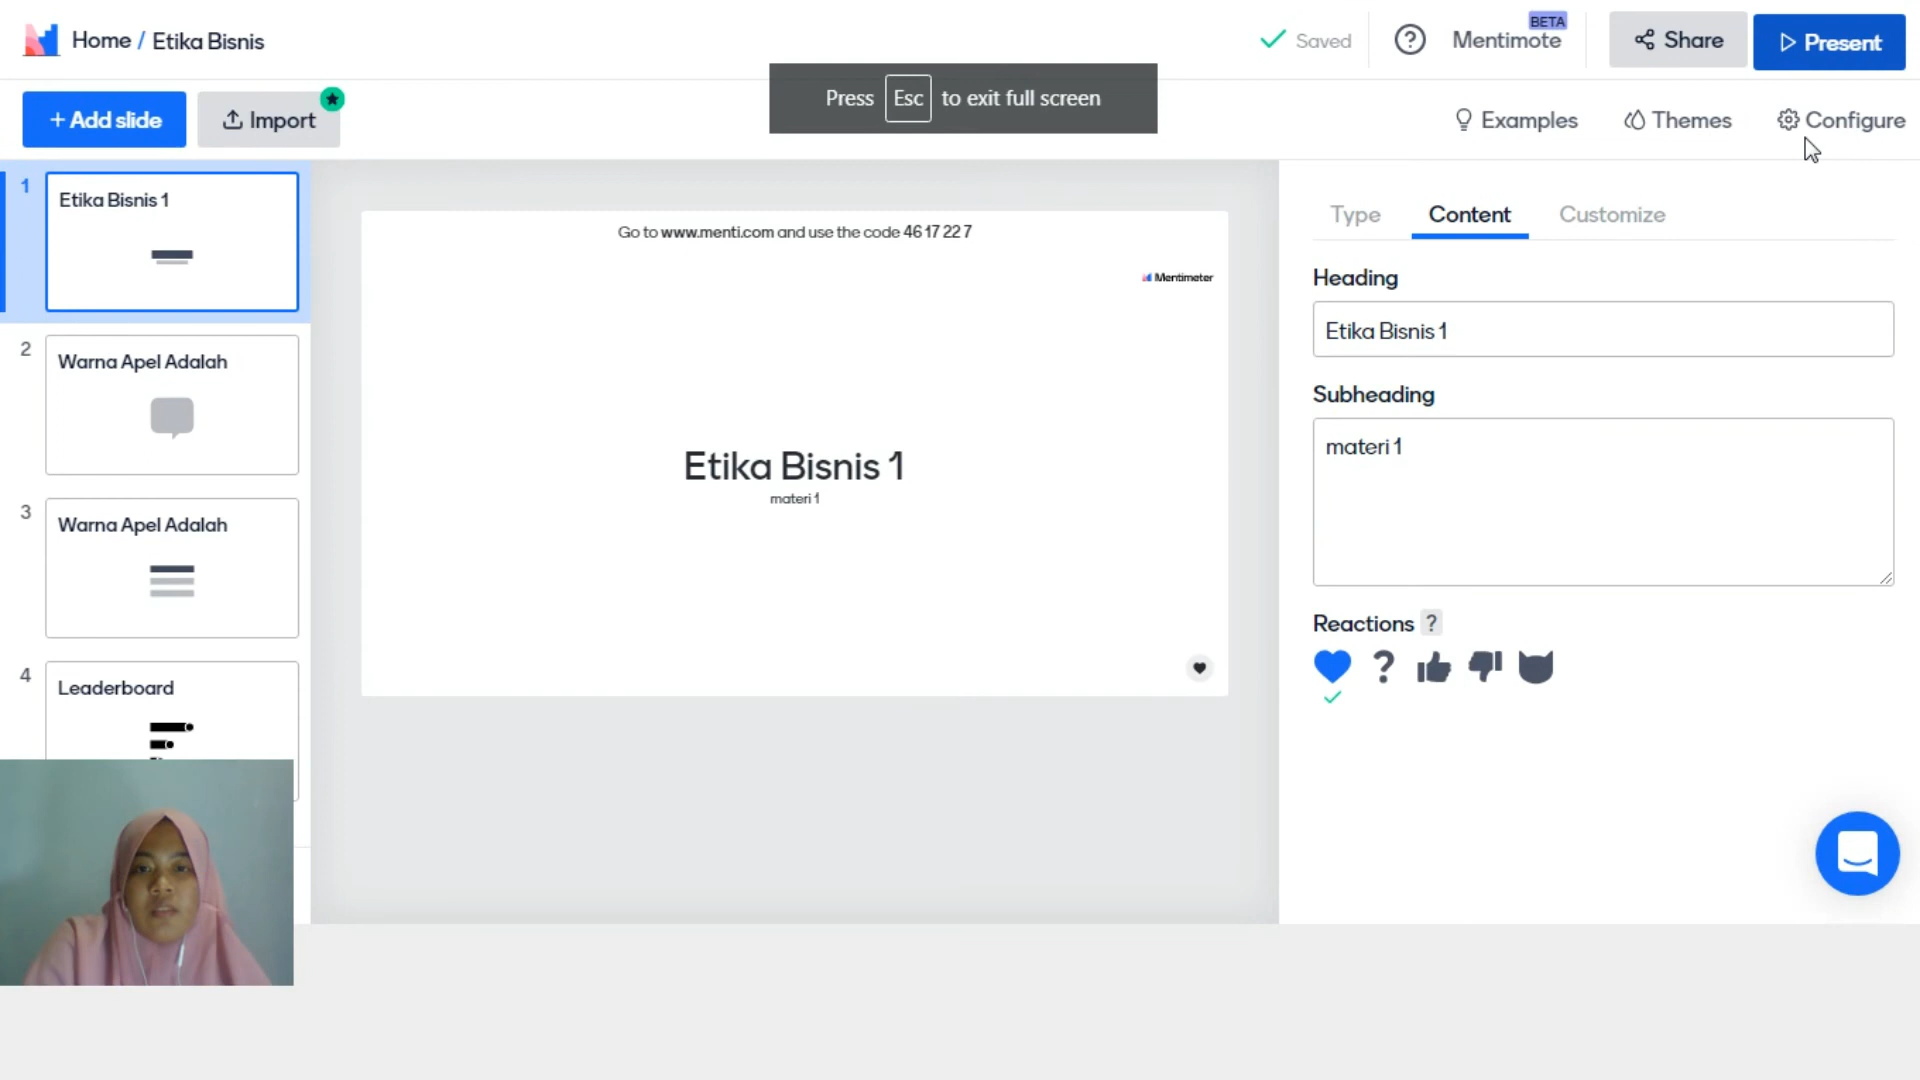 Home / Etika Bisnis
Saved
?
Mentimote
BETA
Share
Present
Press Esc to exit full screen
+ Add slide
Import
Examples
Themes
Configure
1
Etika Bisnis 1
2
Warna Apel Adalah
3
Warna Apel Adalah
4
Leaderboard
Go to www.menti.com and use the code 46 17 22 7
Mentimeter
Etika Bisnis 1
materi 1
Type
Content
Customize
Heading
Etika Bisnis 1
Subheading
materi 1
Reactions ?
?